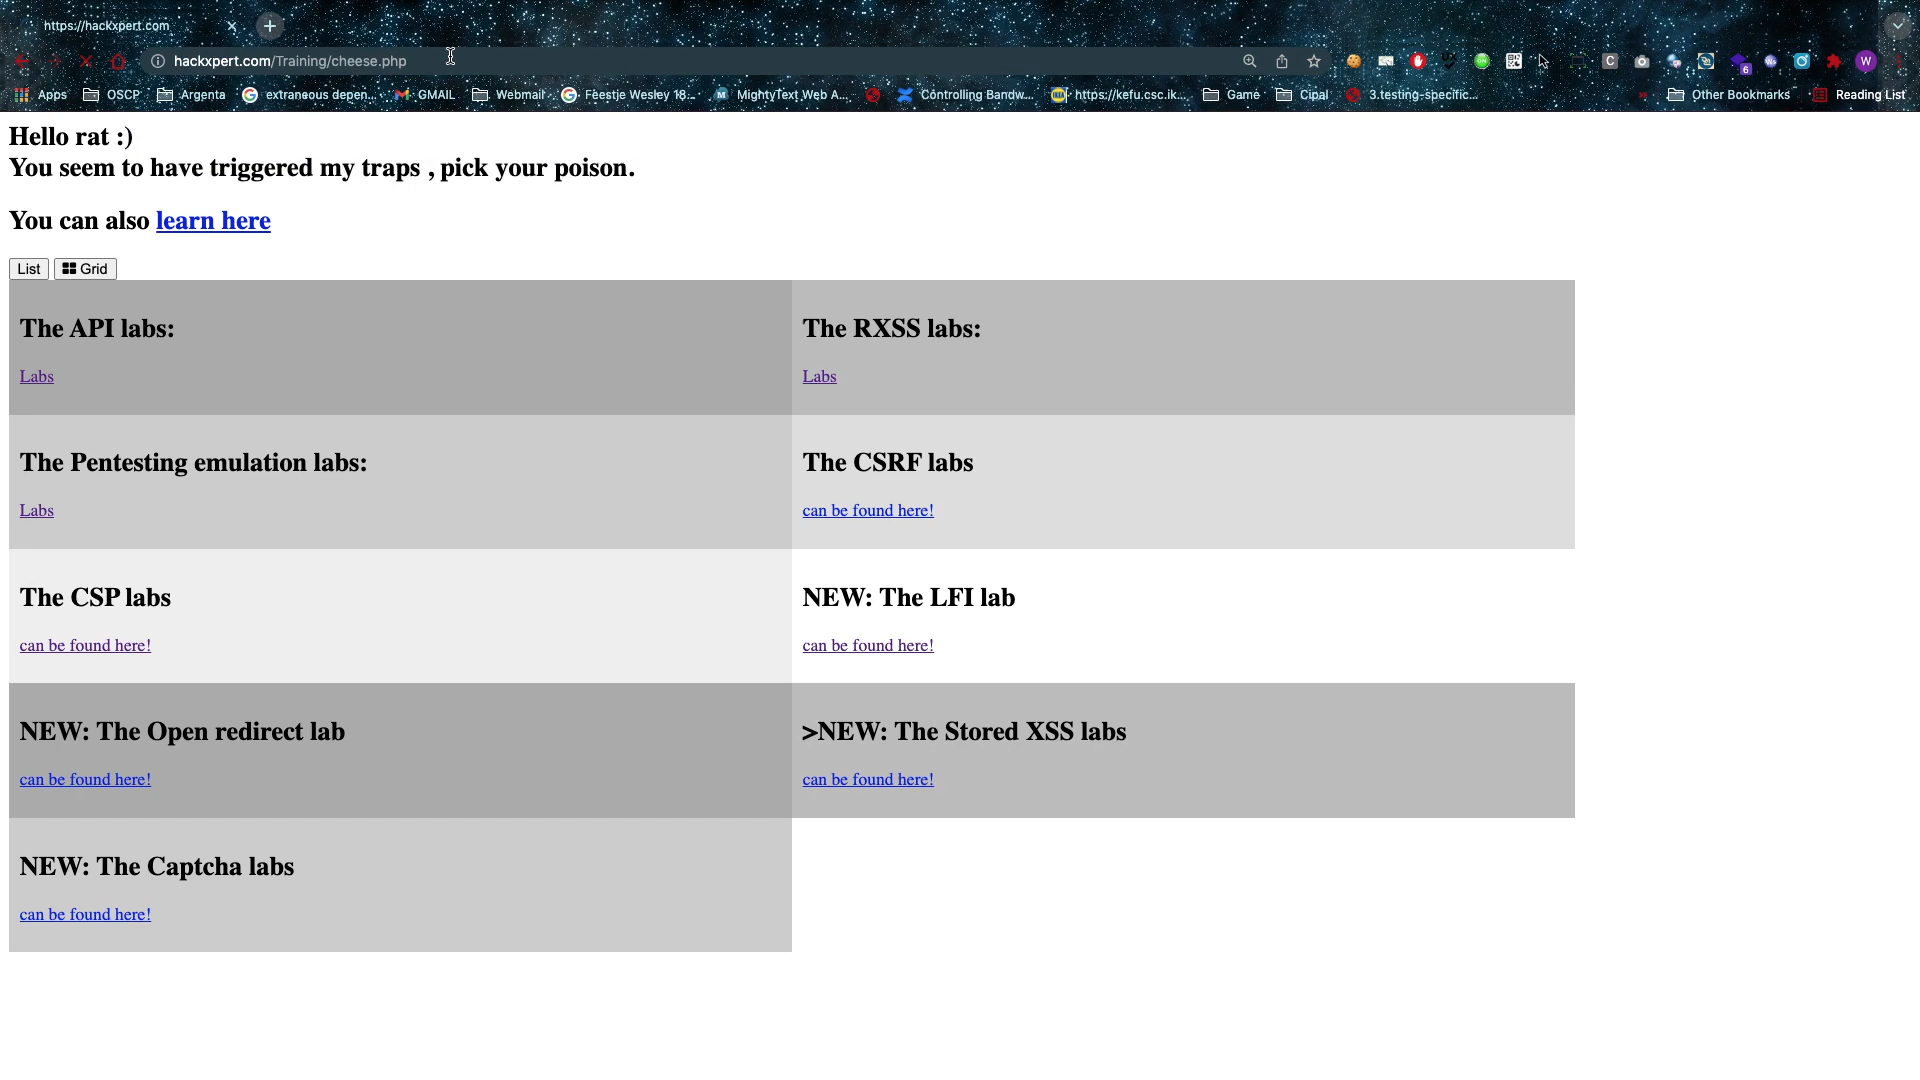 https://hackxpert.com
hackxpert.com/Training/cheese.php
Apps OSCP Argenta extraneous depen... GMAIL Webmail Feestje Wesley 18:... MightyText Web A... Controlling Bandw... https://kefu.csc.ik... Game Cipal 3.testing-specific... » Other Bookmarks Reading List
Hello rat :)
You seem to have triggered my traps , pick your poison.
You can also learn here
List Grid
The API labs:
Labs
The RXSS labs:
Labs
The Pentesting emulation labs:
Labs
The CSRF labs
can be found here!
The CSP labs
can be found here!
NEW: The LFI lab
can be found here!
NEW: The Open redirect lab
can be found here!
>NEW: The Stored XSS labs
can be found here!
NEW: The Captcha labs
can be found here!